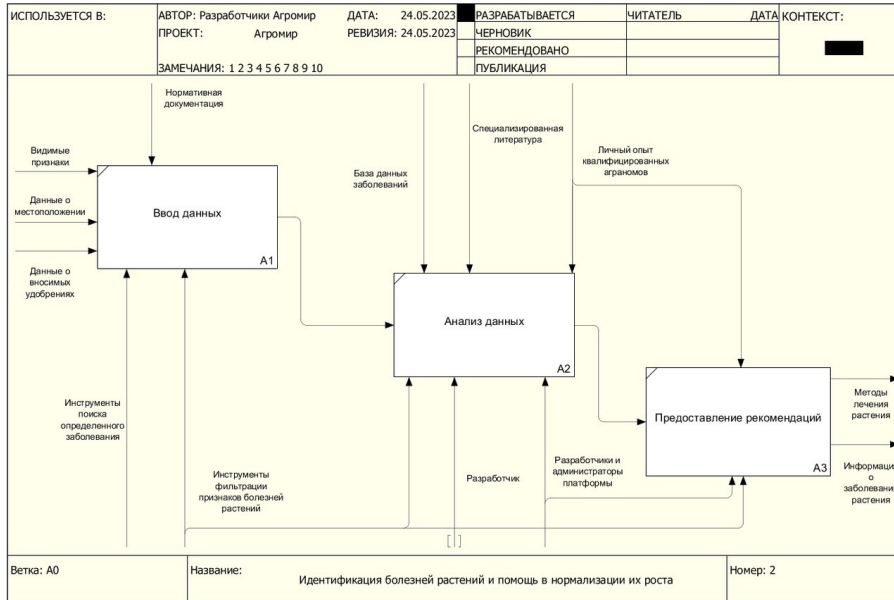 ИСПОЛЬЗУЕТСЯ В:
АВТОР: Разработчики Агромир
ДАТА: 24.05.2023
РАЗРАБАТЫВАЕТСЯ
ЧИТАТЕЛЬ
ДАТА
КОНТЕКСТ:
ПРОЕКТ: Агромир
РЕВИЗИЯ: 24.05.2023
ЧЕРНОВИК
РЕКОМЕНДОВАНО
ЗАМЕЧАНИЯ: 1 2 3 4 5 6 7 8 9 10
ПУБЛИКАЦИЯ
Нормативная
документация
Видимые
признаки
Данные о
местоположении
Данные о
вносимых
удобрениях
Ввод данных
A1
База данных
заболеваний
Специализированная
литература
Личный опыт
квалифицированных
аграномов
Анализ данных
A2
Предоставление рекомендаций
A3
Методы
лечения
растения
Информаци
о
заболевани
растения
Инструменты
поиска
определенного
заболевания
Инструменты
фильтрации
признаков болезней
растений
Разработчик
Разработчики и
администраторы
платформы
Ветка: A0
Название:
Идентификация болезней растений и помощь в нормализации их роста
Номер: 2